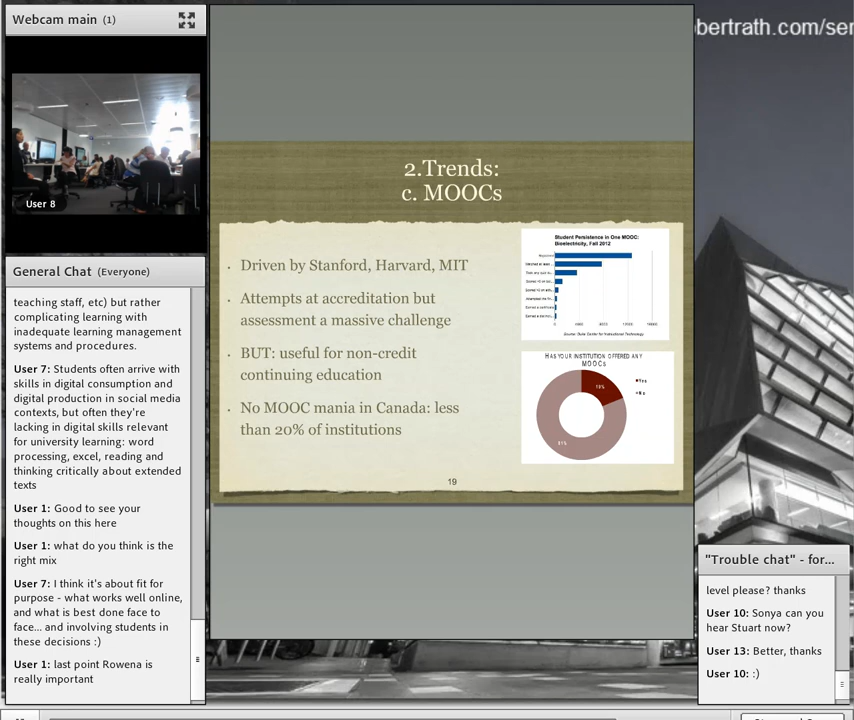 Webcam main (1)
User 8
General Chat (Everyone)
teaching staff, etc) but rather
complicating learning with
inadequate learning management
systems and procedures.
User 7: Students often arrive with
skills in digital consumption and
digital production in social media
contexts, but often they're
lacking in digital skills relevant
for university learning: word
processing, excel, reading and
thinking critically about extended
texts
User 1: Good to see your
thoughts on this here
User 1: what do you think is the
right mix
User 7: I think it's about fit for
purpose - what works well online,
and what is best done face to
face... and involving students in
these decisions :)
User 1: last point Rowena is
really important
2.Trends:
c. MOOCs
· Driven by Stanford, Harvard, MIT
· Attempts at accreditation but
assessment a massive challenge
· BUT: useful for non-credit
continuing education
· No MOOC mania in Canada: less
than 20% of institutions
Student Persistence in One MOOC:
Bioelectricity, Fall 2012
HAS YOUR INSTITUTION OFFERED ANY
MOOCS
Yes
No
19
bertrath.com/ser
"Trouble chat" - for...
level please? thanks
User 10: Sonya can you
hear Stuart now?
User 13: Better, thanks
User 10: :)